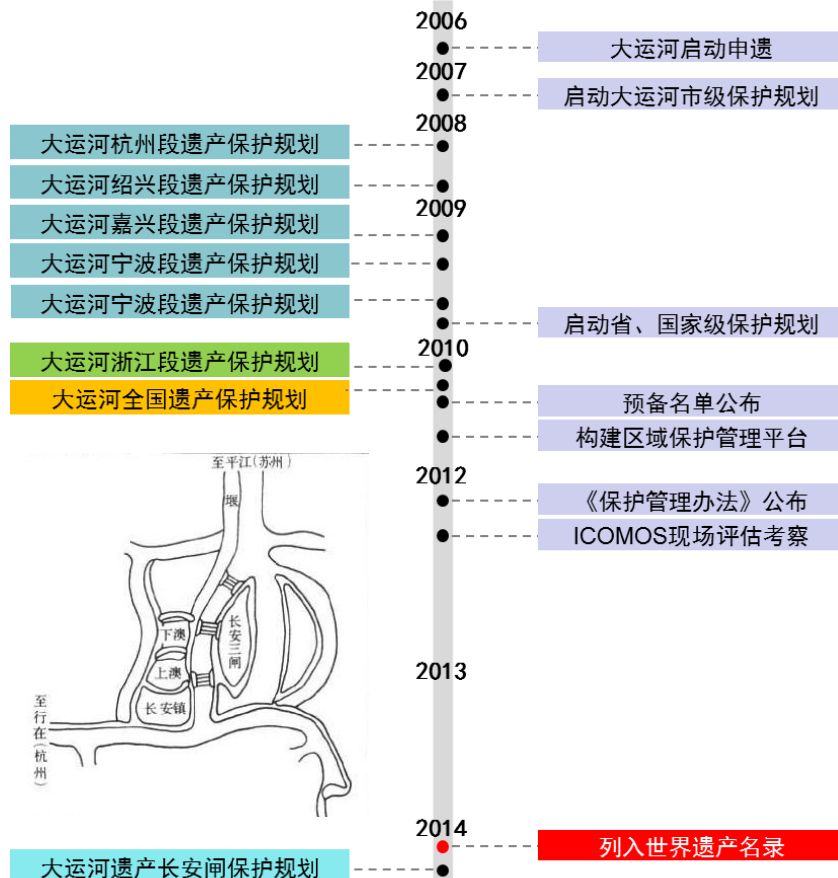 2006
大运河启动申遗
2007
启动大运河市级保护规划
2008
大运河杭州段遗产保护规划
大运河绍兴段遗产保护规划
2009
大运河嘉兴段遗产保护规划
大运河宁波段遗产保护规划
大运河宁波段遗产保护规划
启动省、国家级保护规划
2010
大运河浙江段遗产保护规划
大运河全国遗产保护规划
预备名单公布
构建区域保护管理平台
至平江(苏州)
堰
下澳
上澳
长安镇
长安三闸
至行在(杭州)
2012
《保护管理办法》公布
ICOMOS现场评估考察
2013
2014
列入世界遗产名录
大运河遗产长安闸保护规划